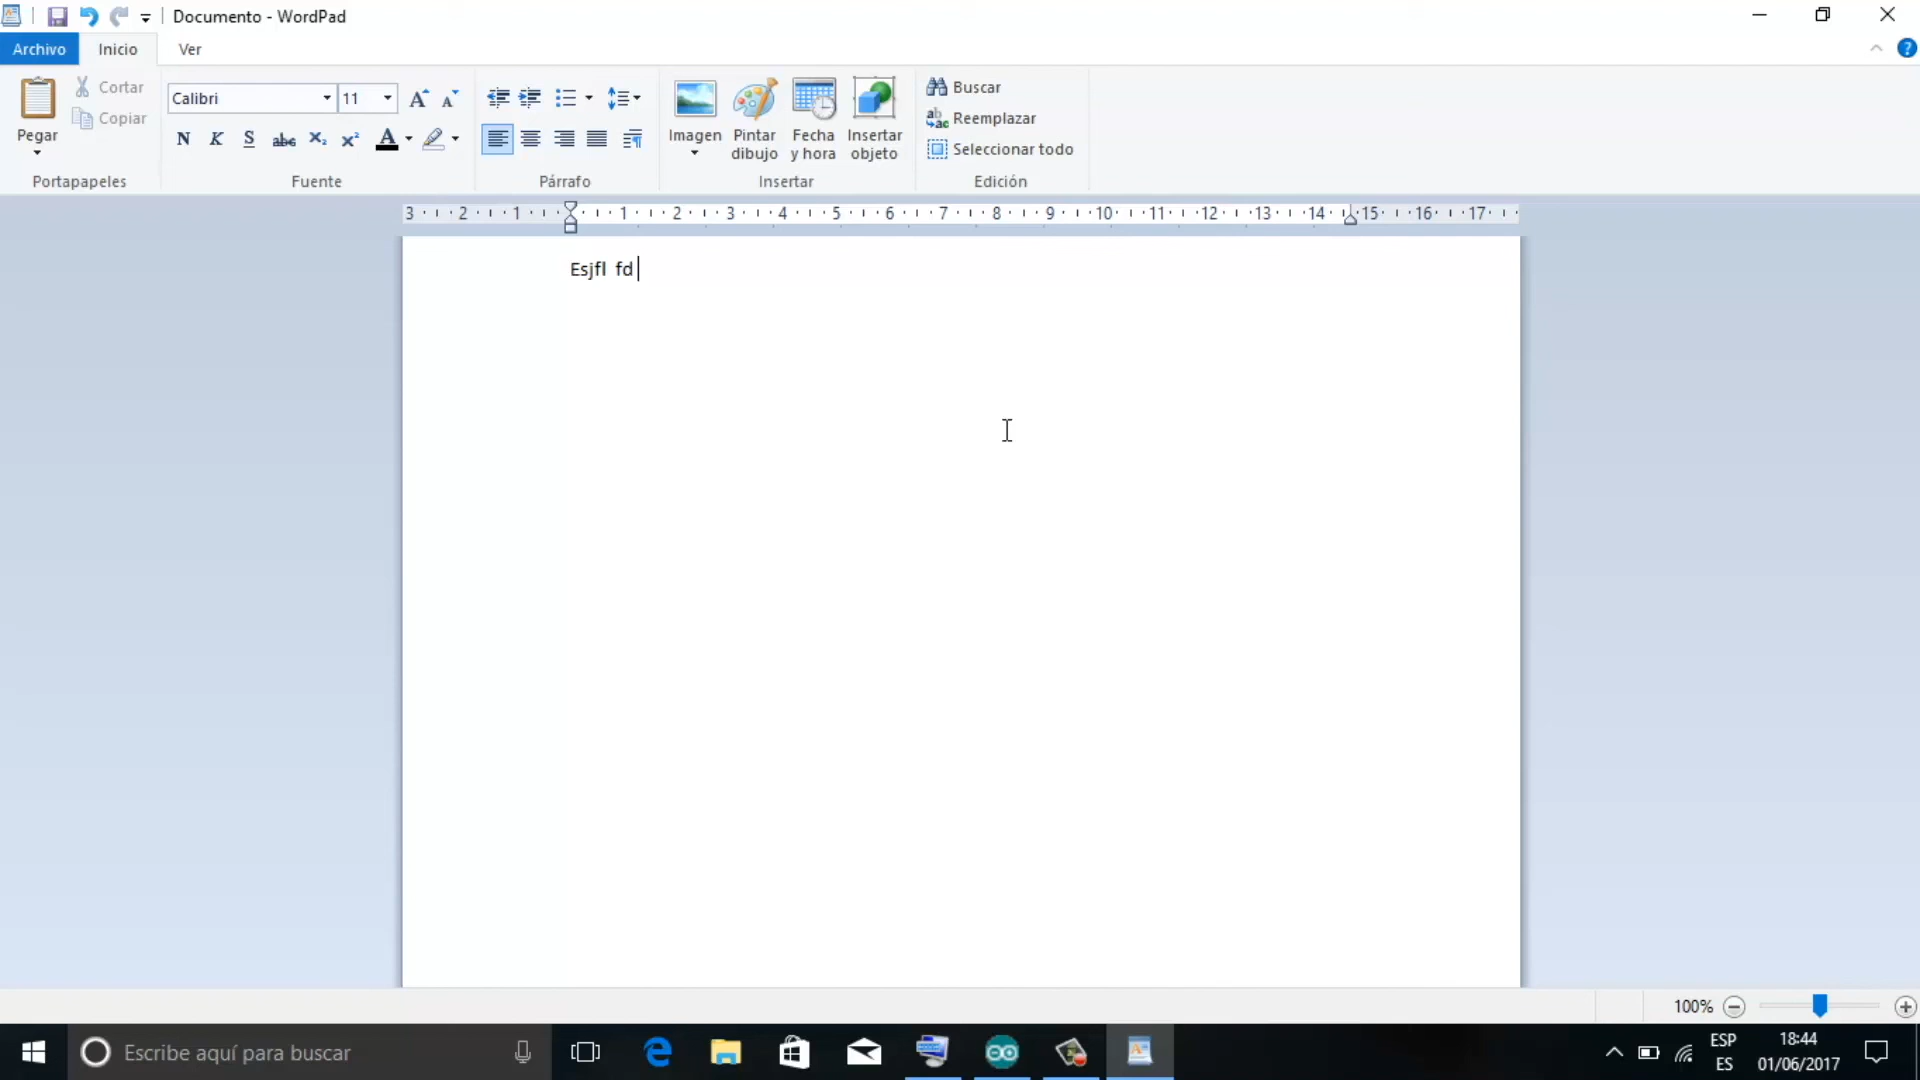 Documento - WordPad
Archivo Inicio Ver
Pegar
Cortar
Copiar
Portapapeles
Calibri 11
N K S abc X₂ X² A
Fuente
Párrafo
Imagen
Pintar dibujo
Fecha y hora
Insertar objeto
Insertar
Buscar
Reemplazar
Seleccionar todo
Edición
3 2 1 1 2 3 4 5 6 7 8 9 10 11 12 13 14 15 16 17
Esjfl fd
100%
Escribe aquí para buscar
ESP
ES
18:44
01/06/2017